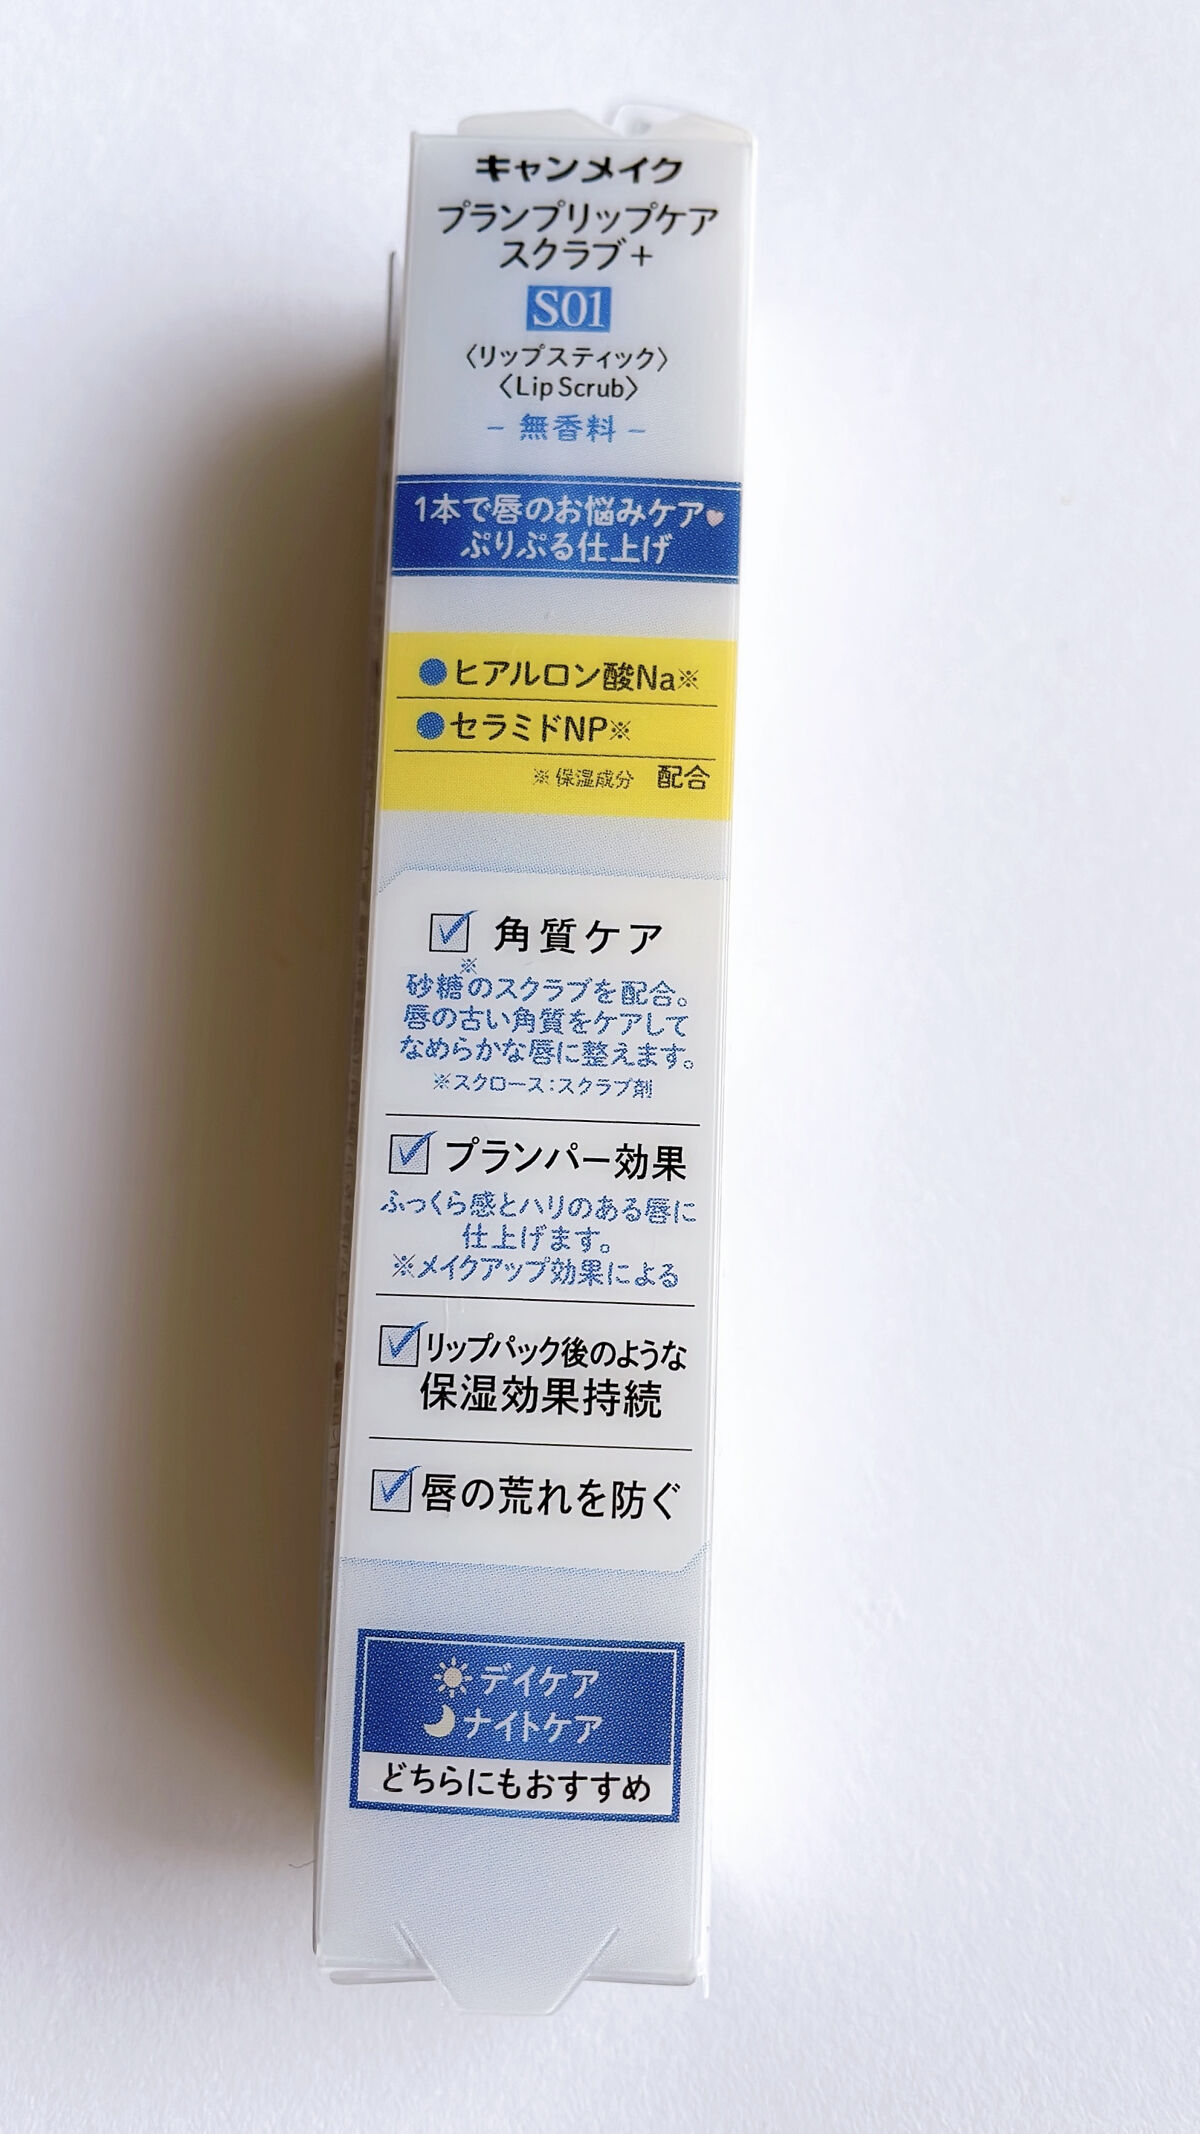 キャンメイク
プランプリップケア
スクラブ+
S01
〈リップスティック〉
〈Lip Scrub〉
- 無香料 -
1本で唇のお悩みケア♥
ぷりぷる仕上げ
●ヒアルロン酸Na※
●セラミドNP※
※保湿成分 配合
☑ 角質ケア
砂糖※のスクラブを配合。
唇の古い角質をケアして
なめらかな唇に整えます。
※スクロース：スクラブ剤
☑ プランパー効果
ふっくら感とハリのある唇に
仕上げます。
※メイクアップ効果による
☑リップパック後のような
保湿効果持続
☑唇の荒れを防ぐ
デイケア
ナイトケア
どちらにもおすすめ